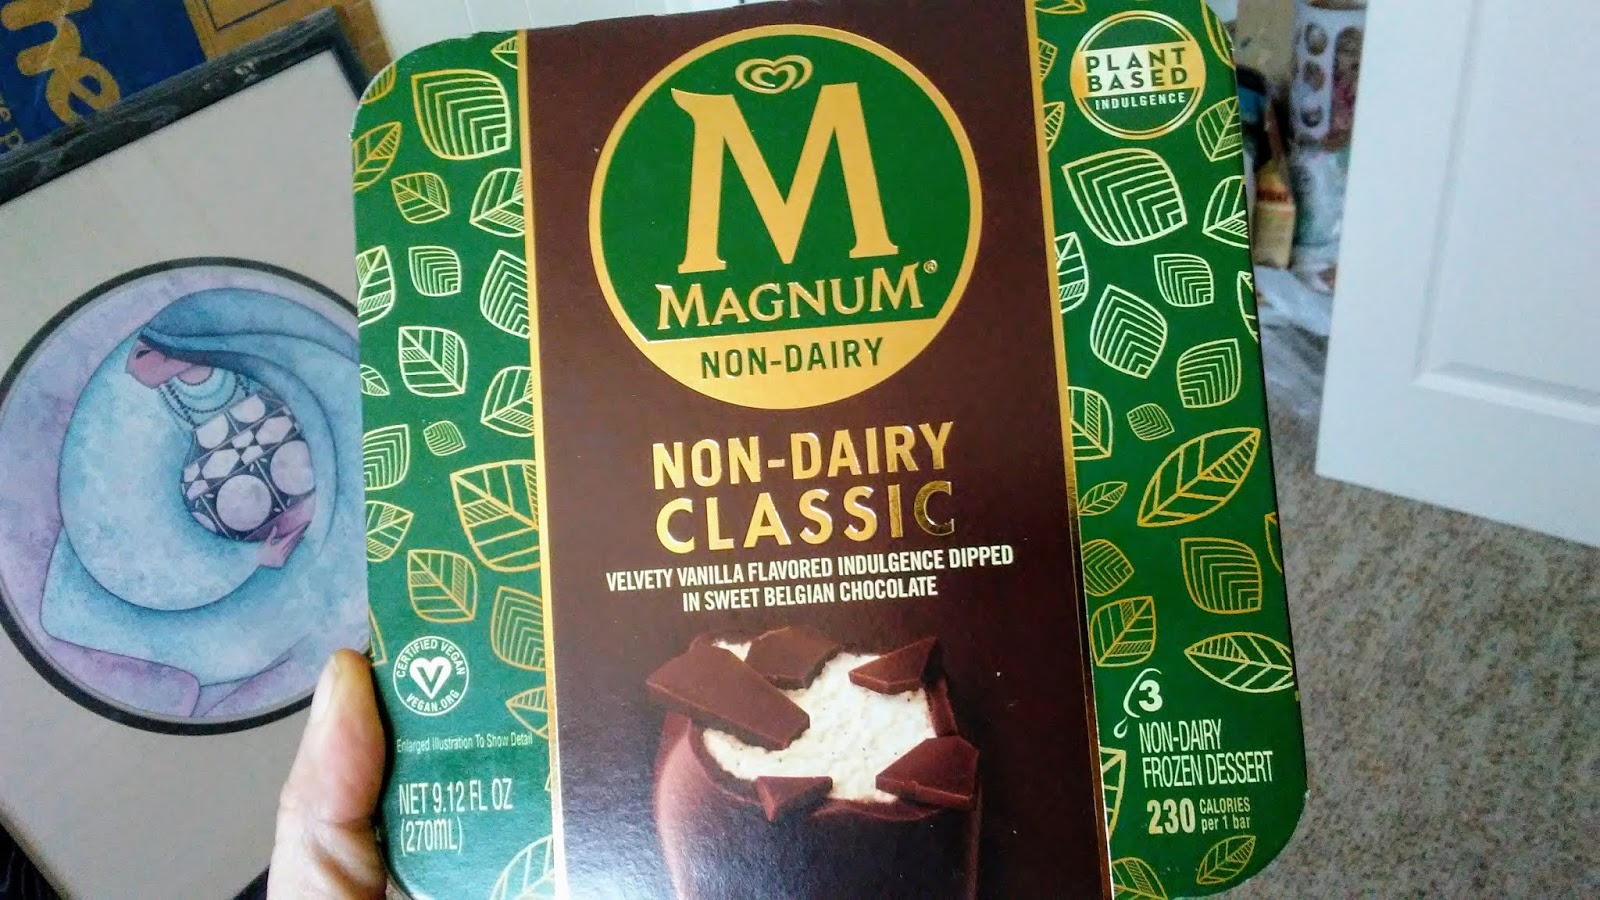 he
M
MAGNUM®
NON-DAIRY
PLANT
BASED
INDULGENCE
NON-DAIRY
CLASSIC
VELVETY VANILLA FLAVORED INDULGENCE DIPPED
IN SWEET BELGIAN CHOCOLATE
CERTIFIED VEGAN
VEGAN.ORG
Enlarged Illustration To Show Detail
NET 9.12 FL OZ
(270mL)
3
NON-DAIRY
FROZEN DESSERT
230 CALORIES
per 1 bar